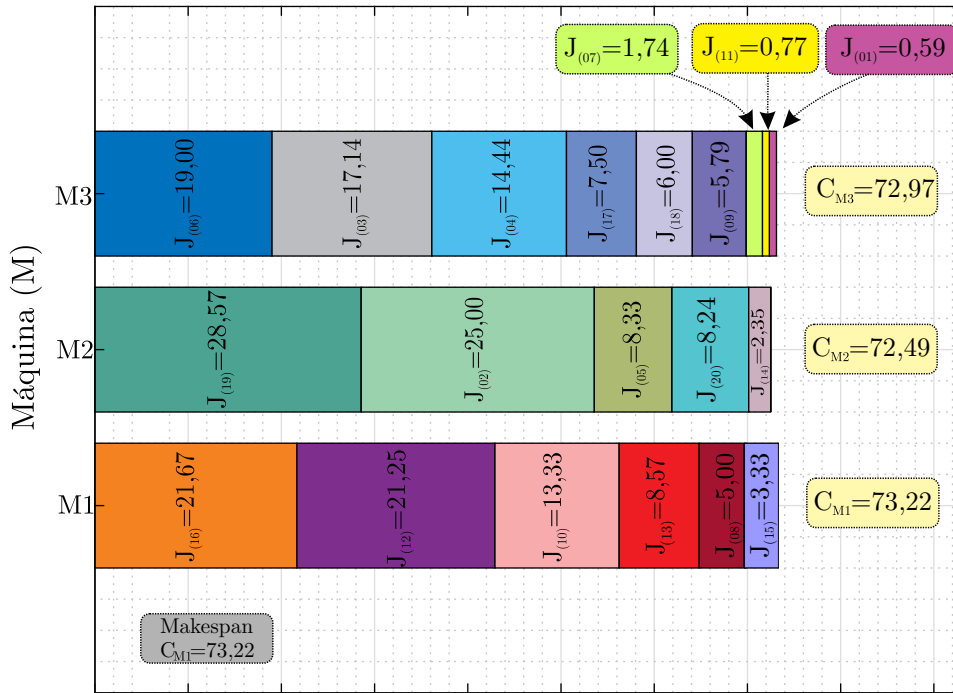 J(07)=1,74
J(11)=0,77
J(01)=0,59
Máquina (M)
M3
J(06)=19,00
J(03)=17,14
J(04)=14,44
J(17)=7,50
J(18)=6,00
J(09)=5,79
CM3=72,97
M2
J(19)=28,57
J(02)=25,00
J(05)=8,33
J(20)=8,24
J(14)=2,35
CM2=72,49
M1
J(16)=21,67
J(12)=21,25
J(10)=13,33
J(13)=8,57
J(08)=5,00
J(15)=3,33
CM1=73,22
Makespan
CM1=73,22